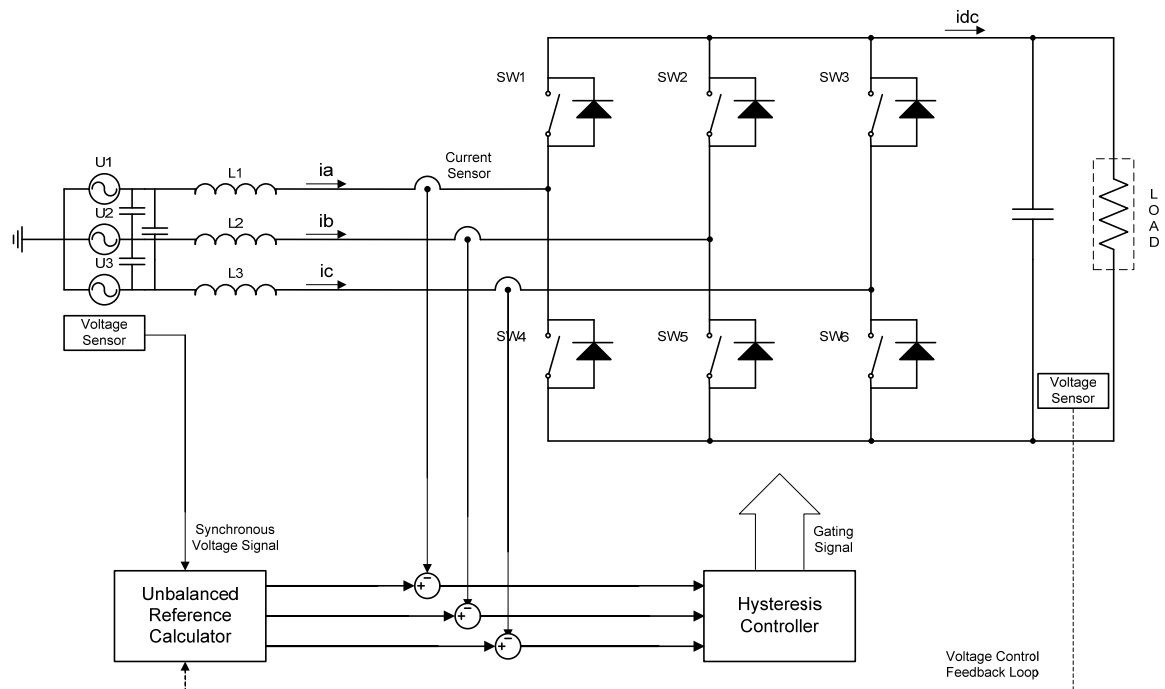 idc
SW1
SW2
SW3
U1
L1
ia
Current
Sensor
U2
L2
ib
U3
L3
ic
L
O
A
D
Voltage
Sensor
SW4
SW5
SW6
Voltage
Sensor
Synchronous
Voltage Signal
Gating
Signal
Unbalanced
Reference
Calculator
+ −
+ −
+ −
Hysteresis
Controller
Voltage Control
Feedback Loop